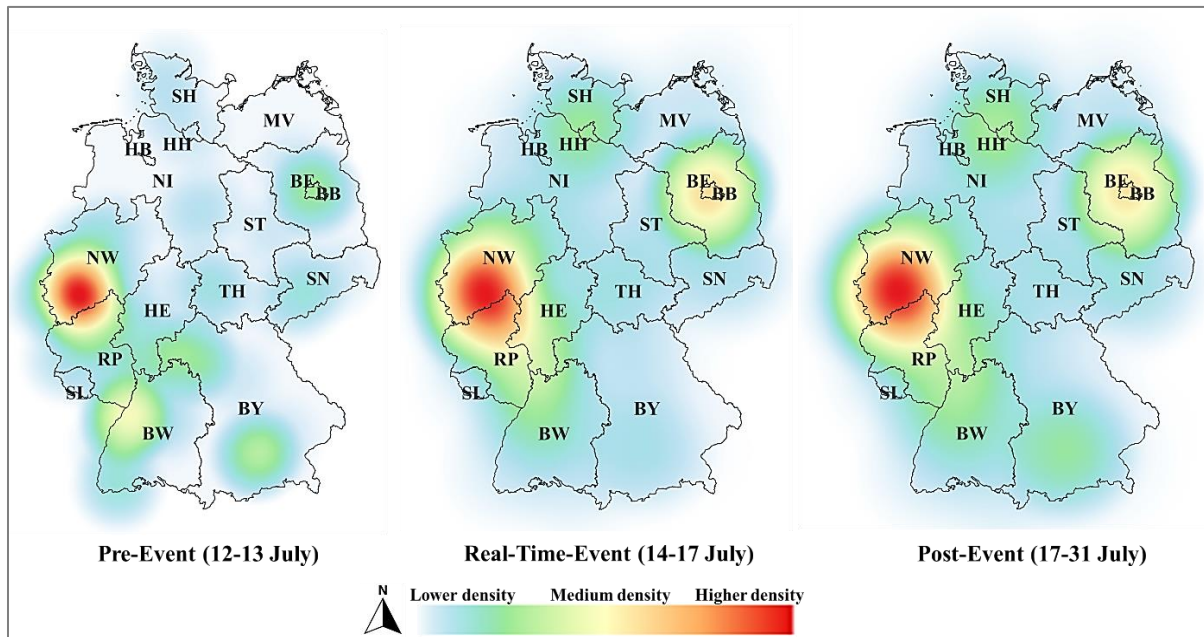 SH
MV
HB
HH
NI
BE
BB
ST
NW
SN
TH
HE
RP
SL
BY
BW
SH
MV
HB
HH
NI
BE
BB
ST
NW
SN
TH
HE
RP
SL
BY
BW
SH
MV
HB
HH
NI
BE
BB
ST
NW
SN
TH
HE
RP
SL
BY
BW
Pre-Event (12-13 July)
Real-Time-Event (14-17 July)
Post-Event (17-31 July)
N
Lower density Medium density Higher density